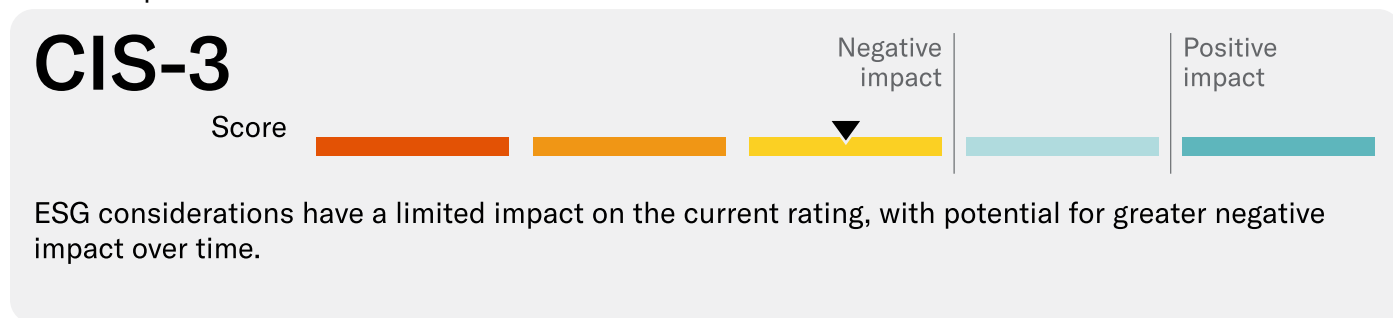 CIS-3
Negative
impact
Positive
impact
Score
ESG considerations have a limited impact on the current rating, with potential for greater negative
impact over time.